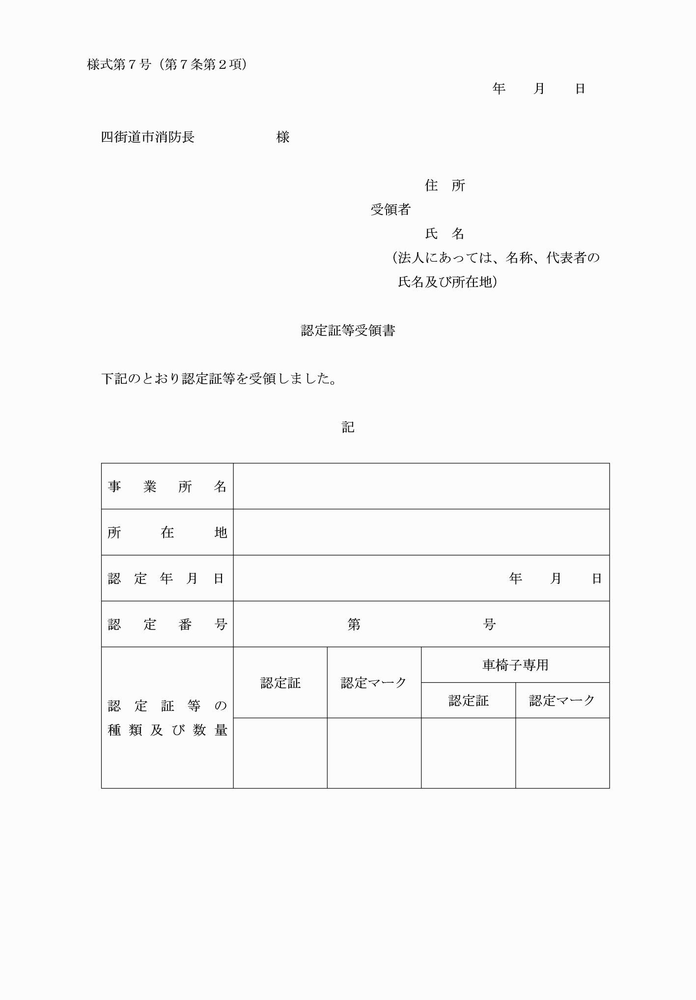 様式第７号（第７条第２項）
年　　月　　日
四街道市消防長　　　　　　様
住　所
受領者
氏　名
（法人にあっては、名称、代表者の
氏名及び所在地）
認定証等受領書
下記のとおり認定証等を受領しました。
記
事業所名
所在地
認定年月日　年　　月　　日
認定番号　第　　　　　　　　　号
車椅子専用
認定証　認定マーク
認定証　認定マーク
認定証等の
種類及び数量